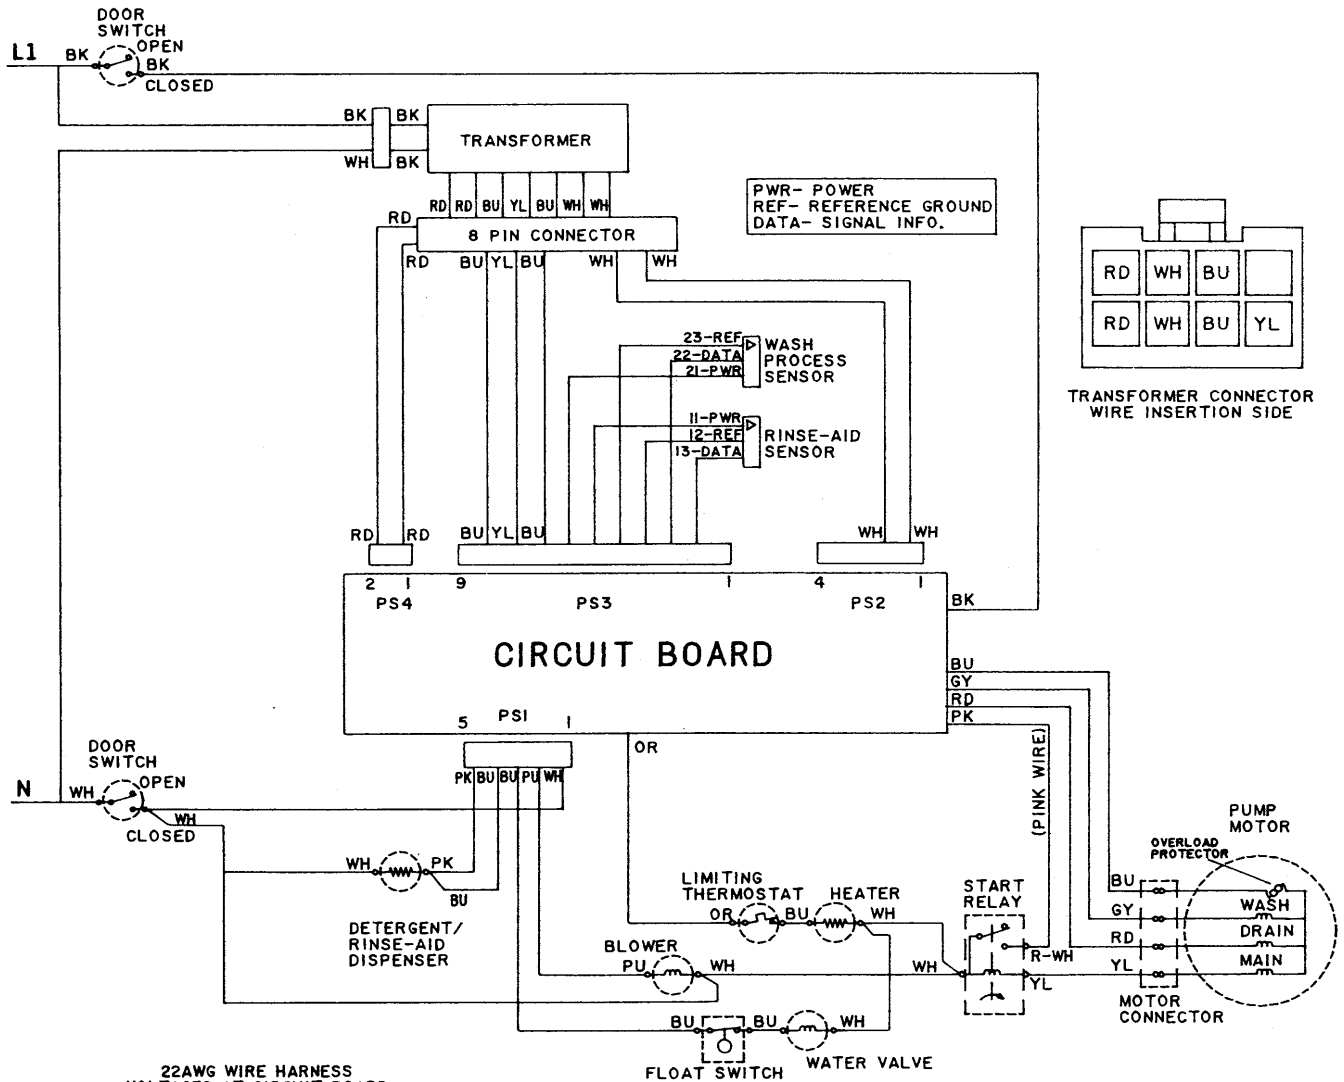 DOOR
SWITCH
OPEN
L1
BK
BK
CLOSED
BK
BK
TRANSFORMER
WH
BK
RD
RD
BU
YL
BU
WH
WH
RD
8 PIN CONNECTOR
RD
BU
YL
BU
WH
WH
PWR- POWER
REF- REFERENCE GROUND
DATA- SIGNAL INFO.
RD
WH
BU
RD
WH
BU
YL
TRANSFORMER CONNECTOR
WIRE INSERTION SIDE
23-REF
22-DATA
21-PWR
WASH
PROCESS
SENSOR
11-PWR
12-REF
13-DATA
RINSE-AID
SENSOR
RD
RD
BU
YL
BU
WH
WH
2
1
9
1
4
1
PS4
PS3
PS2
BK
CIRCUIT BOARD
BU
GY
RD
PK
5
PS1
1
OR
(PINK WIRE)
DOOR
SWITCH
OPEN
N
WH
WH
CLOSED
PK
BU
BU
PU
WH
WH
PK
BU
DETERGENT/
RINSE-AID
DISPENSER
LIMITING
THERMOSTAT
HEATER
OR
BU
WH
START
RELAY
R-WH
YL
BLOWER
PU
WH
WH
BU
BU
WH
FLOAT SWITCH
WATER VALVE
PUMP
MOTOR
OVERLOAD
PROTECTOR
BU
GY
RD
YL
WASH
DRAIN
MAIN
MOTOR
CONNECTOR
22AWG WIRE HARNESS